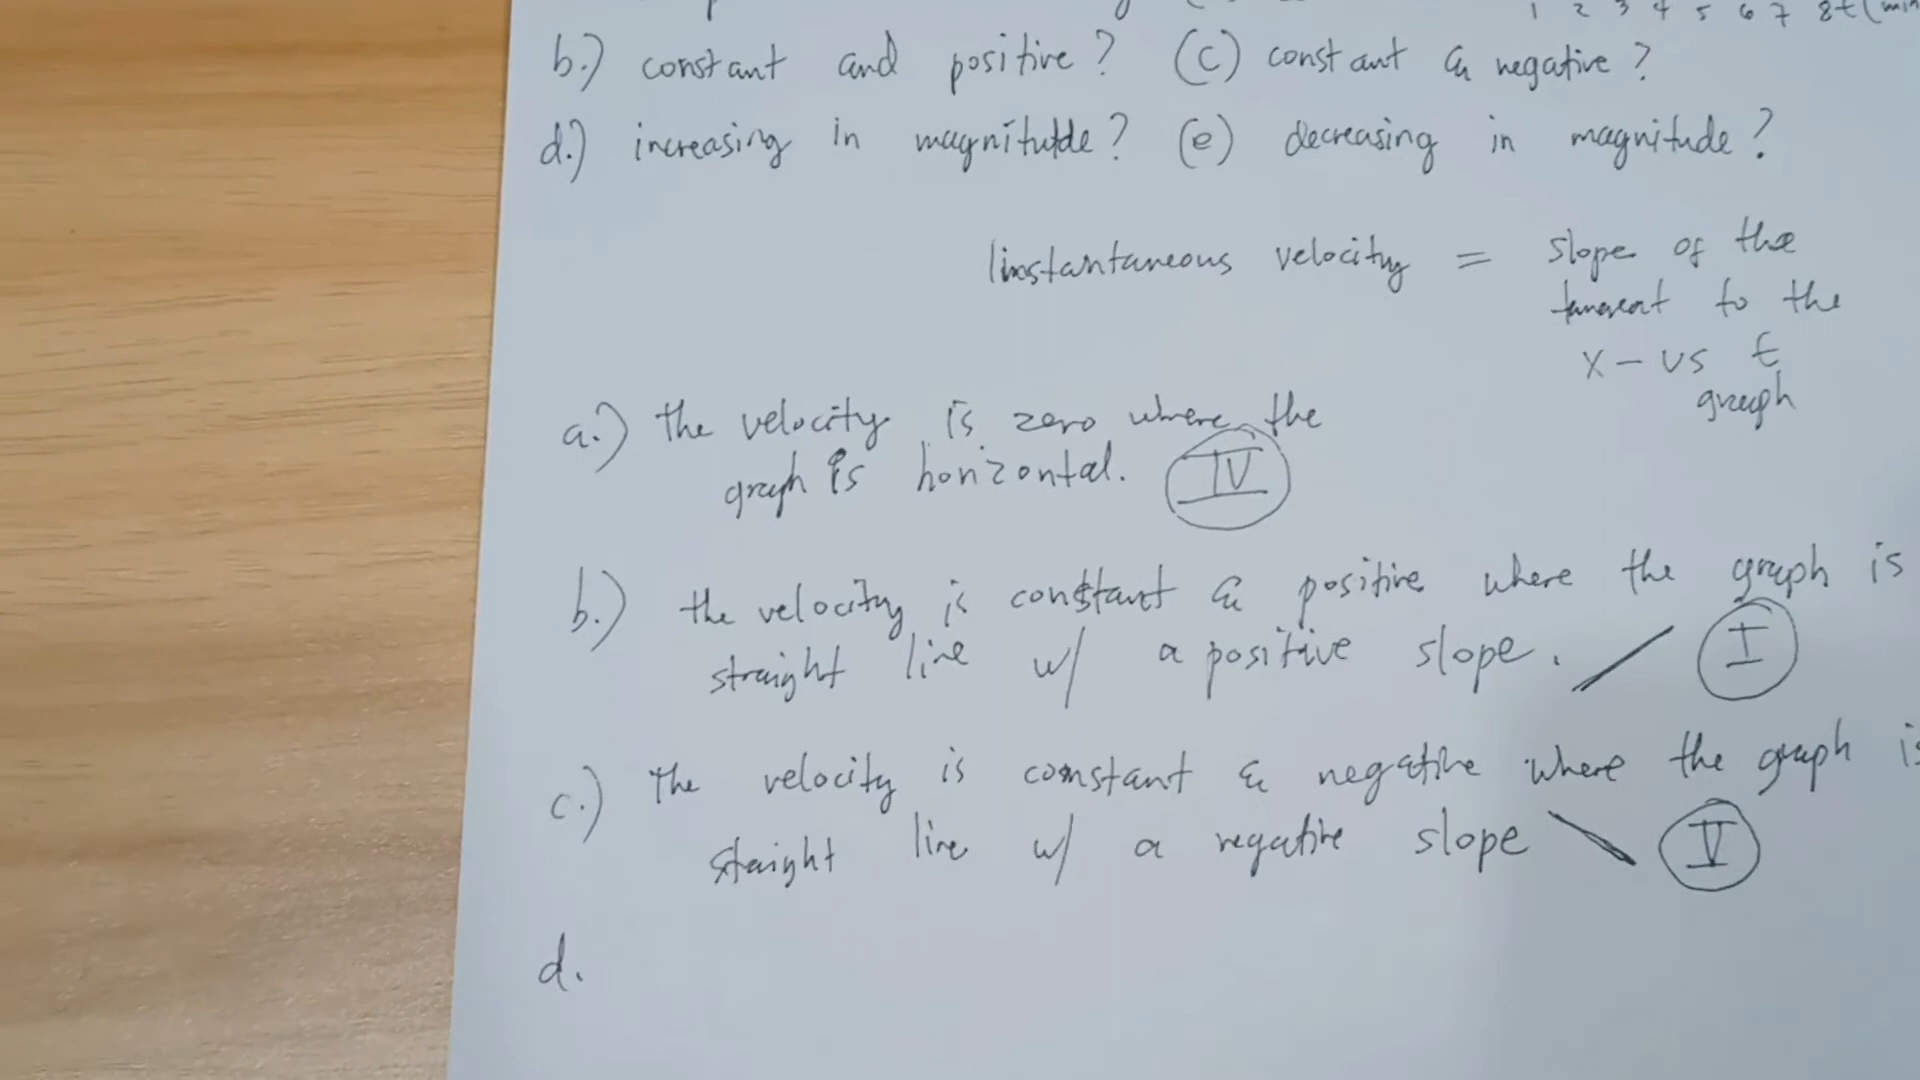 1 2 3 4 5 6 7 8 t (min
b.) constant and positive? (c) constant & negative?
d.) increasing in magnitutde? (e) decreasing in magnitude?
instantaneous velocity = slope of the
tangent to the
x - vs t
graph
a.) the velocity is zero where the
graph is horizontal. IV
b.) the velocity is constant & positive where the graph is
straight line w/ a positive slope. I
c.) The velocity is constant & negative where the graph is
straight line w/ a negative slope V
d.